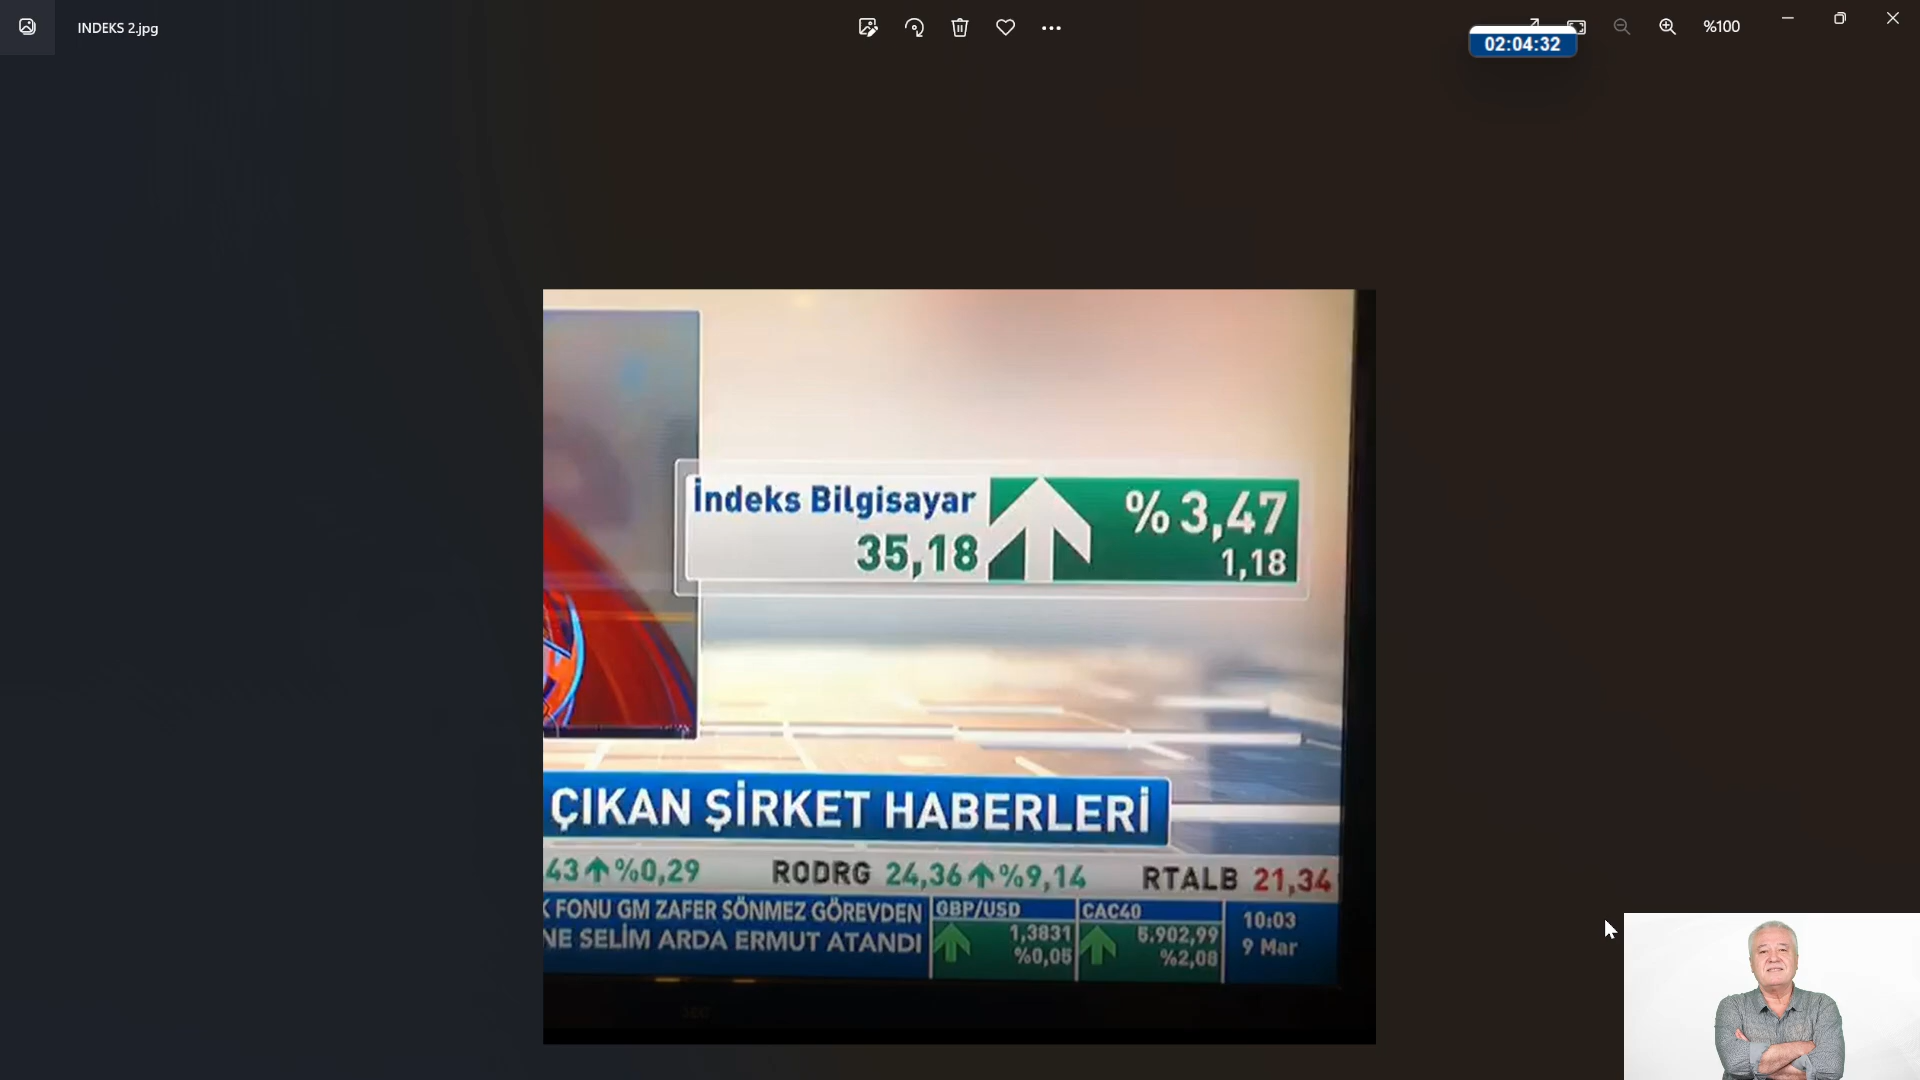 INDEKS 2.jpg
%100
02:04:32
İndeks Bilgisayar
35,18
%3,47
1,18
ÇIKAN ŞİRKET HABERLERİ
43 %0,29 RODRG 24,36 %9,14 RTALB 21,34
FONU GM ZAFER SÖNMEZ GÖREVDEN
NE SELİM ARDA ERMUT ATANDI
GBP/USD
1,3831
%0,05
CAC40
5.902,99
%2,08
10:03
9 Mar